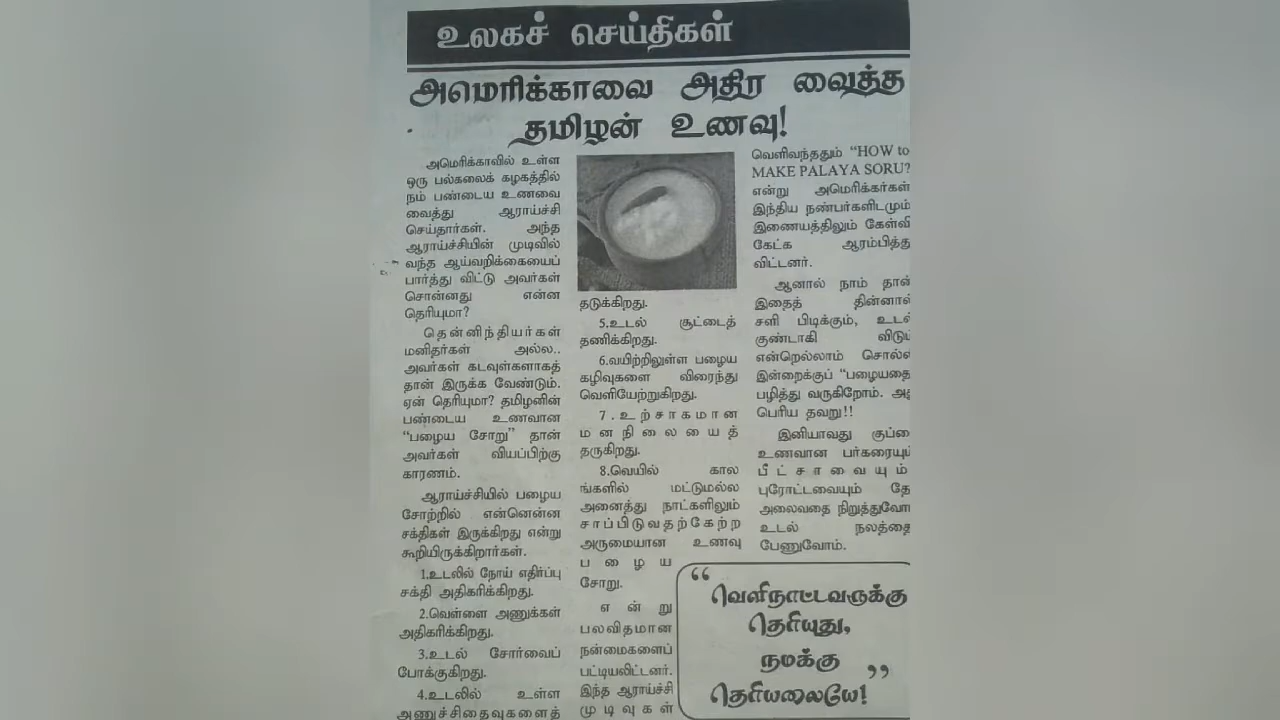 உலகச் செய்திகள்
அமெரிக்காவை அதிர வைத்த
தமிழன் உணவு!
அமெரிக்காவில் உள்ள
ஒரு பல்கலைக் கழகத்தில்
நம் பண்டைய உணவை
வைத்து ஆராய்ச்சி
செய்தார்கள். அந்த
ஆராய்ச்சியின் முடிவில்
வந்த ஆய்வறிக்கையைப்
பார்த்து விட்டு அவர்கள்
சொன்னது என்ன
தெரியுமா?
தென்னிந்தியர்கள்
மனிதர்கள் அல்ல..
அவர்கள் கடவுள்களாகத்
தான் இருக்க வேண்டும்.
ஏன் தெரியுமா? தமிழனின்
பண்டைய உணவான
“பழைய சோறு” தான்
அவர்கள் வியப்பிற்கு
காரணம்.
ஆராய்ச்சியில் பழைய
சோற்றில் என்னென்ன
சக்திகள் இருக்கிறது என்று
கூறியிருக்கிறார்கள்.
1.உடலில் நோய் எதிர்ப்பு
சக்தி அதிகரிக்கிறது.
2.வெள்ளை அணுக்கள்
அதிகரிக்கிறது.
3.உடல் சோர்வைப்
போக்குகிறது.
4.உடலில் உள்ள
அணுச்சிதைவுகளைத்
தடுக்கிறது.
5.உடல் சூட்டைத்
தணிக்கிறது.
6.வயிற்றிலுள்ள பழைய
கழிவுகளை விரைந்து
வெளியேற்றுகிறது.
7.உற்சாகமான
மனநிலையைத்
தருகிறது.
8.வெயில் கால
ங்களில் மட்டுமல்ல
அனைத்து நாட்களிலும்
சாப்பிடுவதற்கேற்ற
அருமையான உணவு
பழைய
சோறு.
என்று
பலவிதமான
நன்மைகளைப்
பட்டியலிட்டனர்.
இந்த ஆராய்ச்சி
முடிவுகள்
வெளிவந்ததும் “HOW to
MAKE PALAYA SORU?
என்று அமெரிக்கர்கள்
இந்திய நண்பர்களிடமும்
இணையத்திலும் கேள்வி
கேட்க ஆரம்பித்து
விட்டனர்.
ஆனால் நாம் தான்
இதைத் தின்னால்
சளி பிடிக்கும், உடல்
குண்டாகி விடும்
என்றெல்லாம் சொல்லி
இன்றைக்குப் “பழையதை
பழித்து வருகிறோம்.
பெரிய தவறு!!
இனியாவது குப்பை
உணவான பர்கரையும்
பீட்சாவையும்
புரோட்டவையும்
அலைவதை நிறுத்துவோ
உடல் நலத்தை
பேணுவோம்.
“வெளிநாட்டவருக்கு
தெரியுது,
நமக்கு
தெரியலையே!”